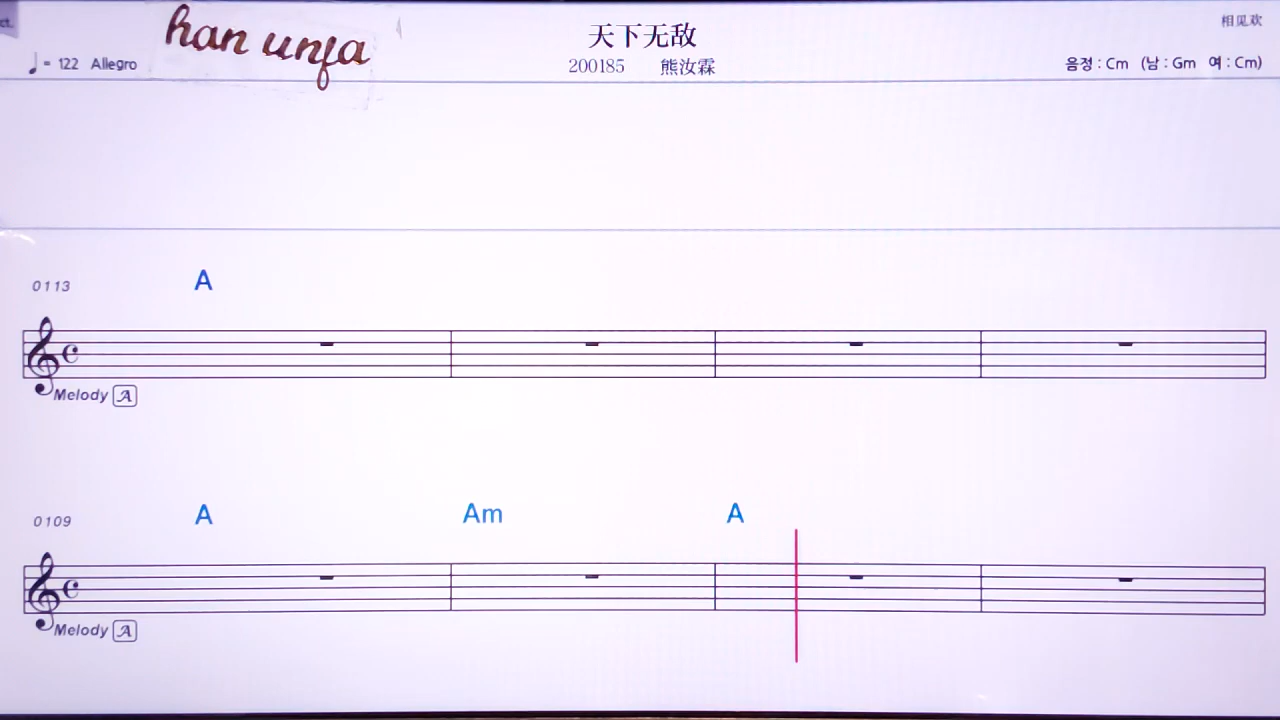 ct.
han unfa
天下无敌
相见欢
♩= 122 Allegro
200185 熊汝霖
음정 : Cm (남 : Gm 여 : Cm)
0113 A
Melody A
0109 A Am A
Melody A